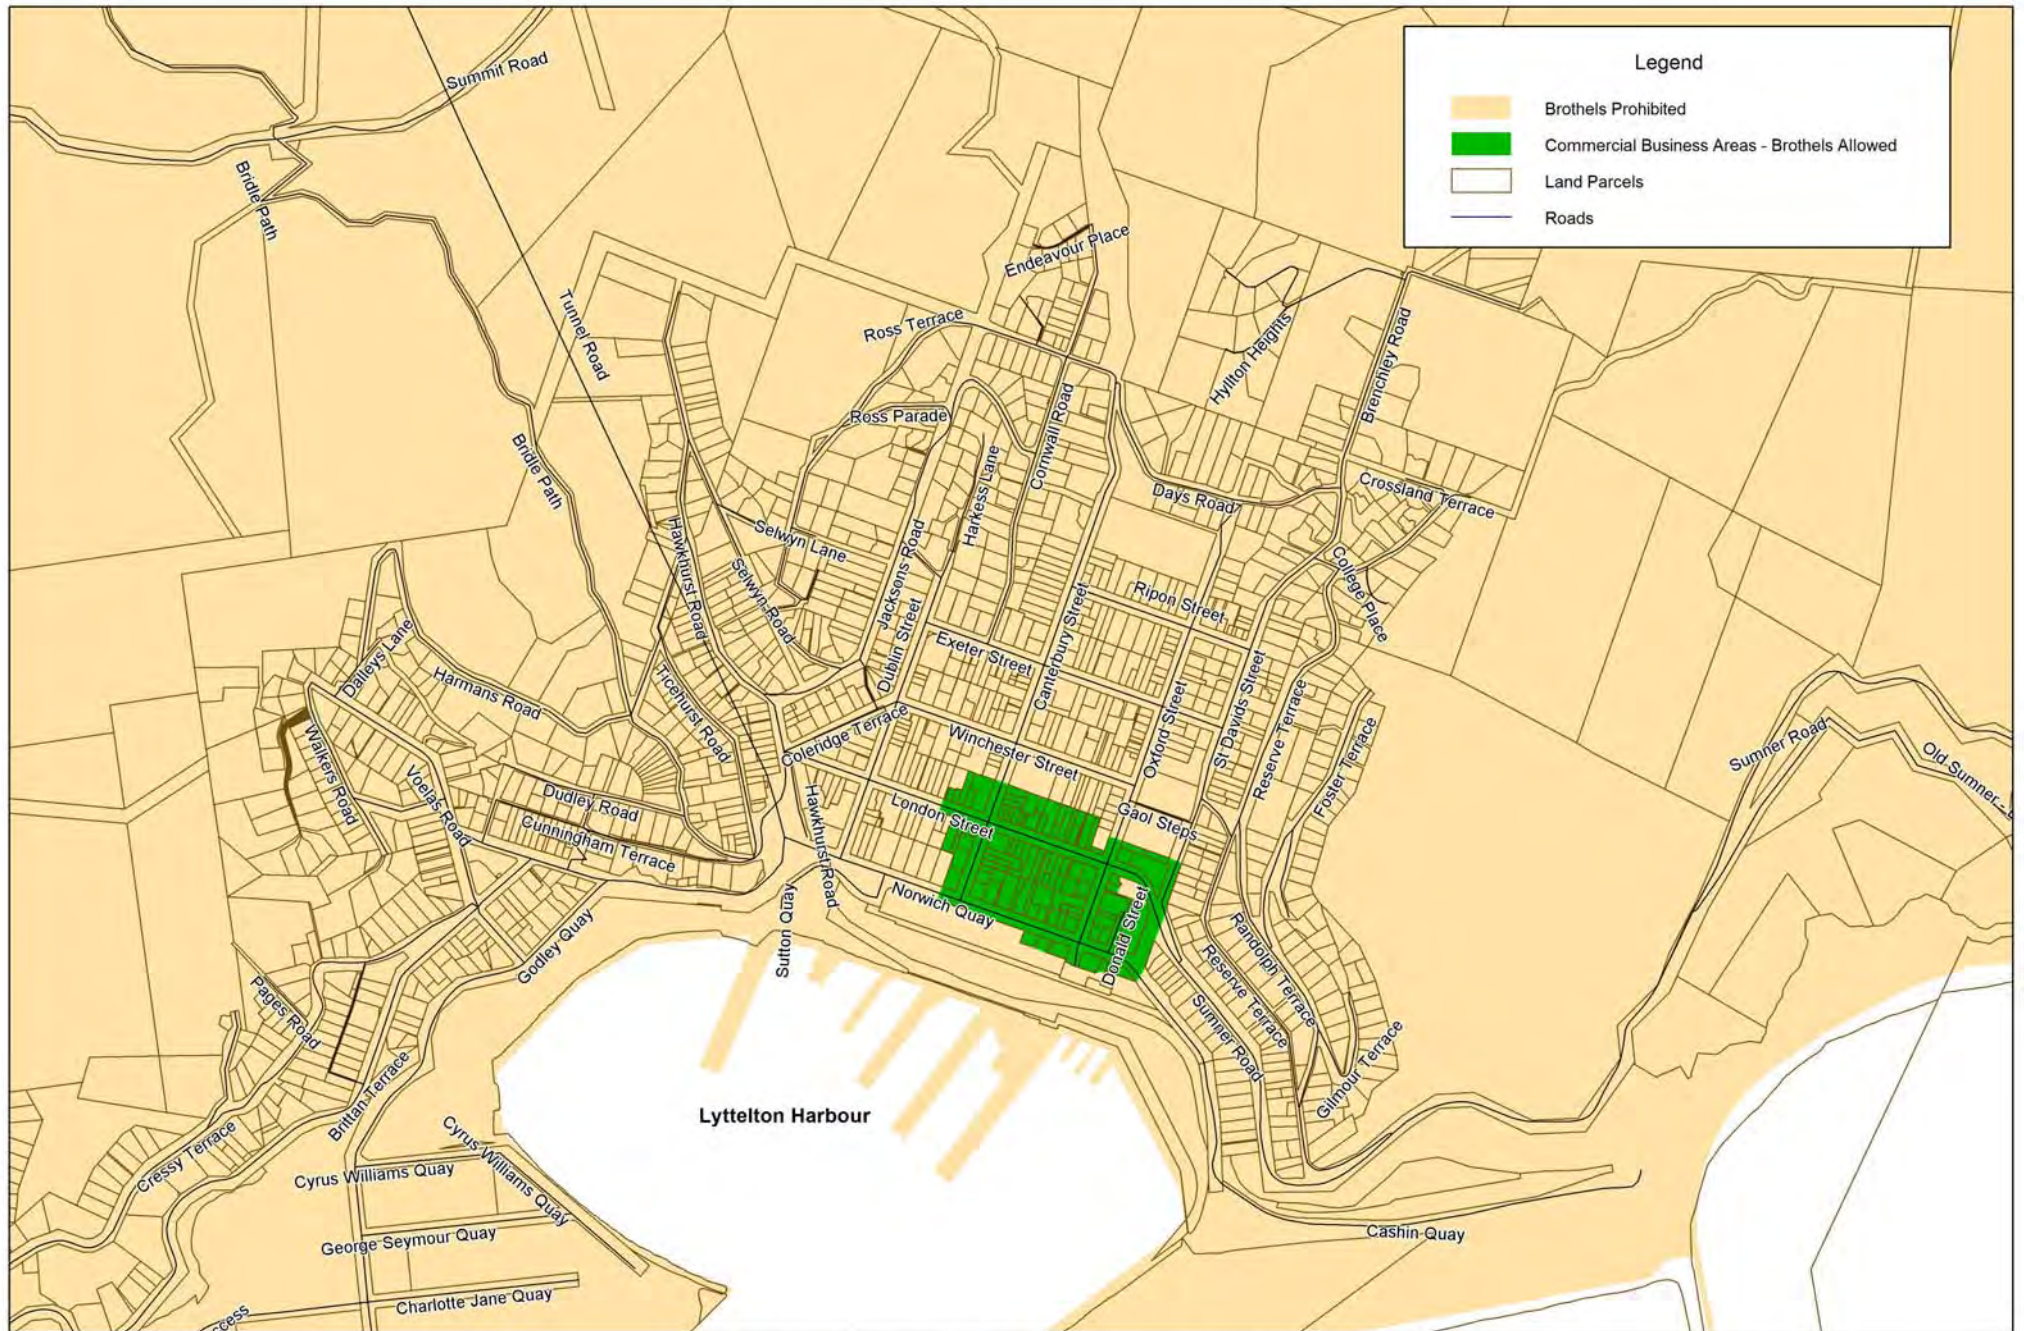 Legend
Brothels Prohibited
Commercial Business Areas - Brothels Allowed
Land Parcels
Roads
Summit Road
Bridle Path
Endeavour Place
Tunnel Road
Ross Terrace
Hyllton Heights
Brenchley Road
Ross Parade
Cornwall Road
Bridle Path
Harkess Lane
Days Road
Crossland Terrace
Selwyn Lane
Hawkhurst Road
Jacksons Road
Selwyn Road
College Place
Ripon Street
Dublin Street
Canterbury Street
Exeter Street
Dalleys Lane
Harmans Road
Ticehurst Road
St Davids Street
Oxford Street
Reserve Terrace
Coleridge Terrace
Winchester Street
Foster Terrace
Sumner Road
Old Sumner -
Walkers Road
Voelas Road
Dudley Road
Cunningham Terrace
Hawkhurst Road
London Street
Gaol Steps
Norwich Quay
Donald Street
Sutton Quay
Godley Quay
Randolph Terrace
Reserve Terrace
Sumner Road
Pages Road
Gilmour Terrace
Brittan Terrace
Lyttelton Harbour
Cressy Terrace
Cyrus Williams Quay
Cyrus Williams Quay
George Seymour Quay
Cashin Quay
Charlotte Jane Quay
ccess